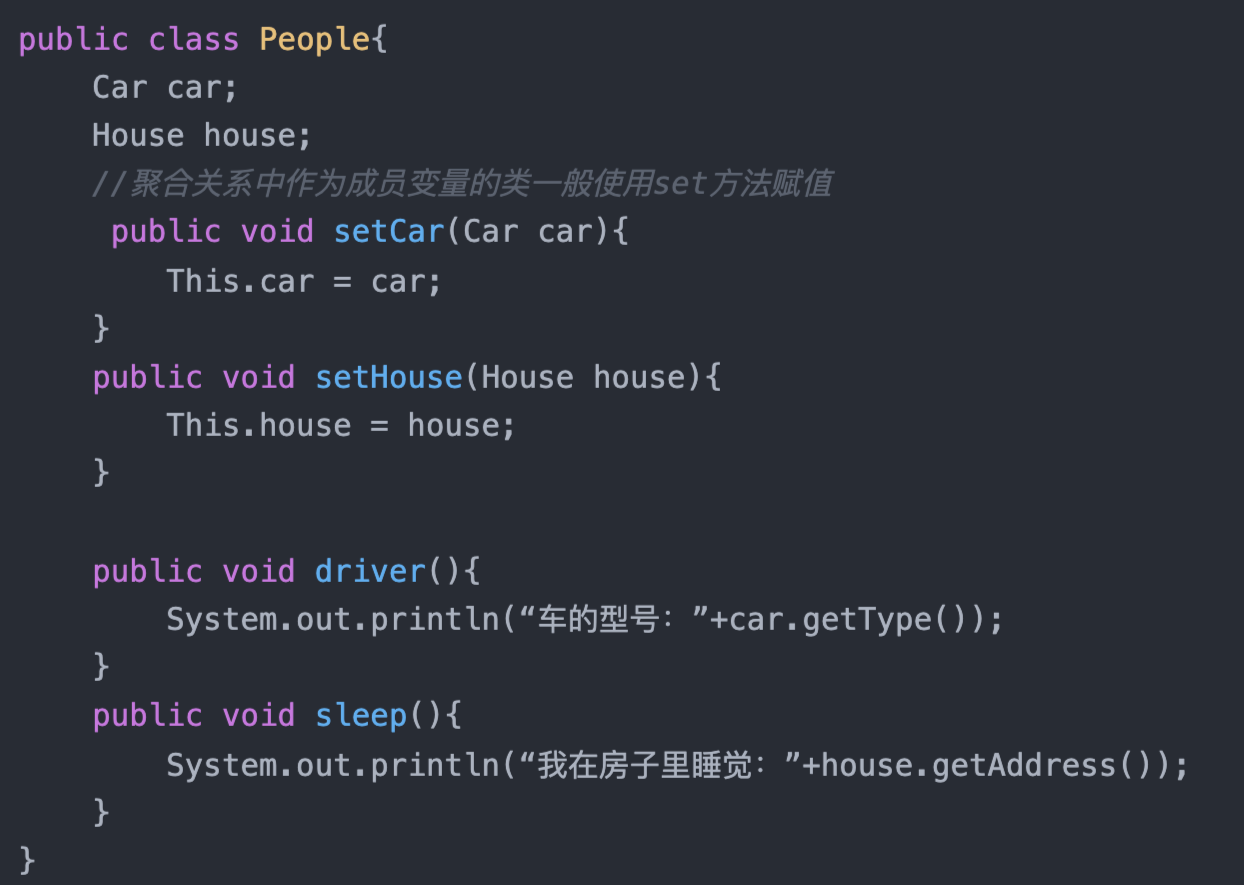 public class People{
    Car car;
    House house;
    //聚合关系中作为成员变量的类一般使用set方法赋值
     public void setCar(Car car){
        This.car = car;
    }
    public void setHouse(House house){
        This.house = house;
    }

    public void driver(){
        System.out.println(“车的型号：”+car.getType());
    }
    public void sleep(){
        System.out.println(“我在房子里睡觉：”+house.getAddress());
    }
}